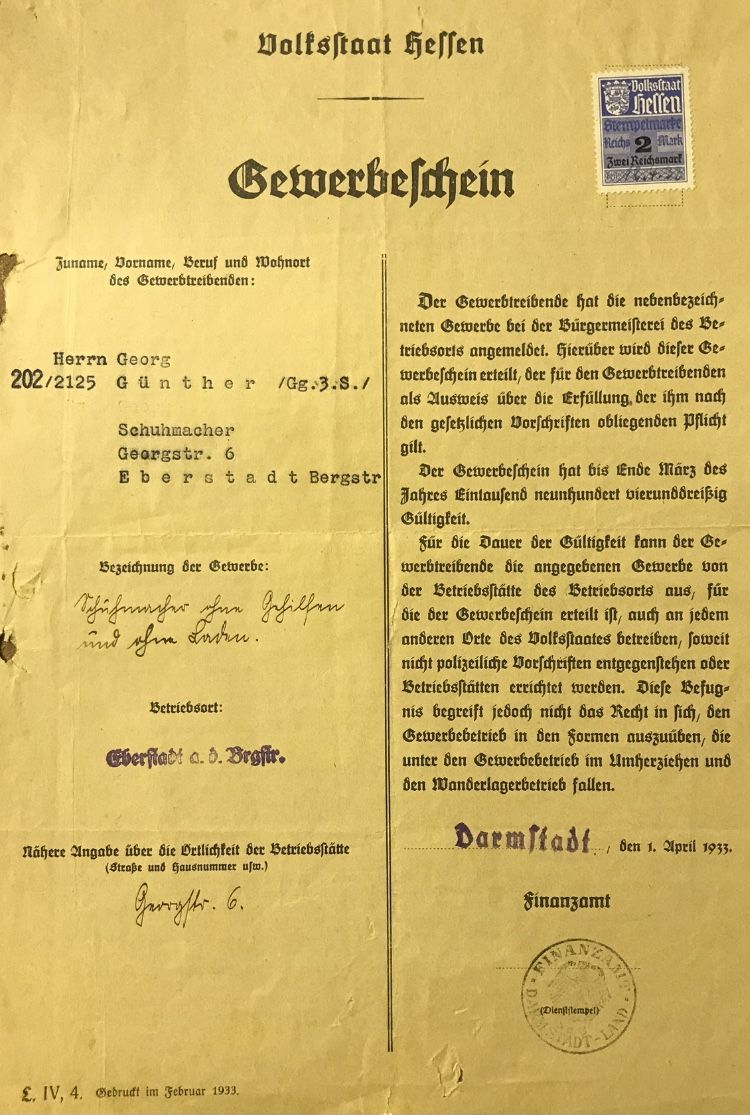 Volksstaat Hessen
Volksstaat
Hessen
Stempelmarke
Reichs 2 Mark
Zwei Reichsmark
Gewerbeschein
Zuname, Vorname, Beruf und Wohnort
des Gewerbtreibenden:
Herrn Georg
202/2125 Günther /Gg.3.S./
Schuhmacher
Georgstr. 6
Eberstadt Bergstr
Bezeichnung der Gewerbe:
Schuhmacher ohne Gehilfen
und ohne Laden.
Betriebsort:
Eberstadt a. d. Brgstr.
Nähere Angabe über die Örtlichkeit der Betriebsstätte
(Straße und Hausnummer usw.)
Georgstr. 6.
Der Gewerbtreibende hat die nebenbezeich-
neten Gewerbe bei der Bürgermeisterei des Be-
triebsorts angemeldet. Hierüber wird dieser Ge-
werbeschein erteilt, der für den Gewerbtreibenden
als Ausweis über die Erfüllung der ihm nach
den gesetzlichen Vorschriften obliegenden Pflicht
gilt.
Der Gewerbeschein hat bis Ende März des
Jahres Eintausend neunhundert vierunddreißig
Gültigkeit.
Für die Dauer der Gültigkeit kann der Ge-
werbtreibende die angegebenen Gewerbe von
der Betriebsstätte des Betriebsorts aus, für
die der Gewerbeschein erteilt ist, auch an jedem
anderen Orte des Volksstaates betreiben, soweit
nicht polizeiliche Vorschriften entgegenstehen oder
Betriebsstätten errichtet werden. Diese Befug-
nis begreift jedoch nicht das Recht in sich, den
Gewerbebetrieb in den Formen auszuüben, die
unter den Gewerbebetrieb im Umherziehen und
den Wanderlagerbetrieb fallen.
Darmstadt, den 1. April 1933.
Finanzamt
FINANZAMT
(Dienststempel)
DARMSTADT-LAND
L. IV, 4. Gedruckt im Februar 1933.